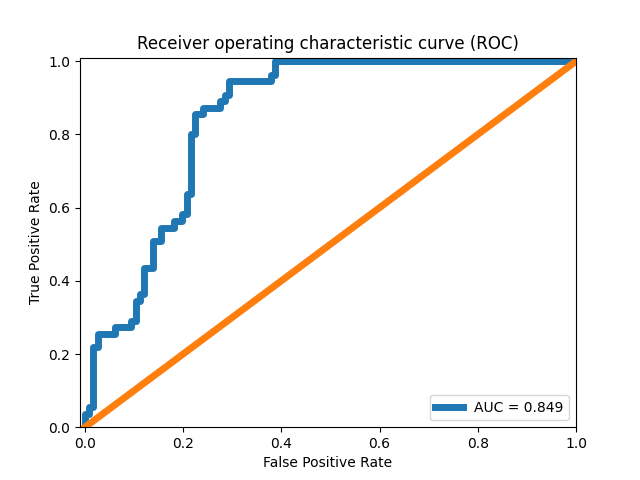 Receiver operating characteristic curve (ROC)
1.0
0.8
0.6
0.4
0.2
0.0
True Positive Rate
AUC = 0.849
0.0 0.2 0.4 0.6 0.8 1.0
False Positive Rate